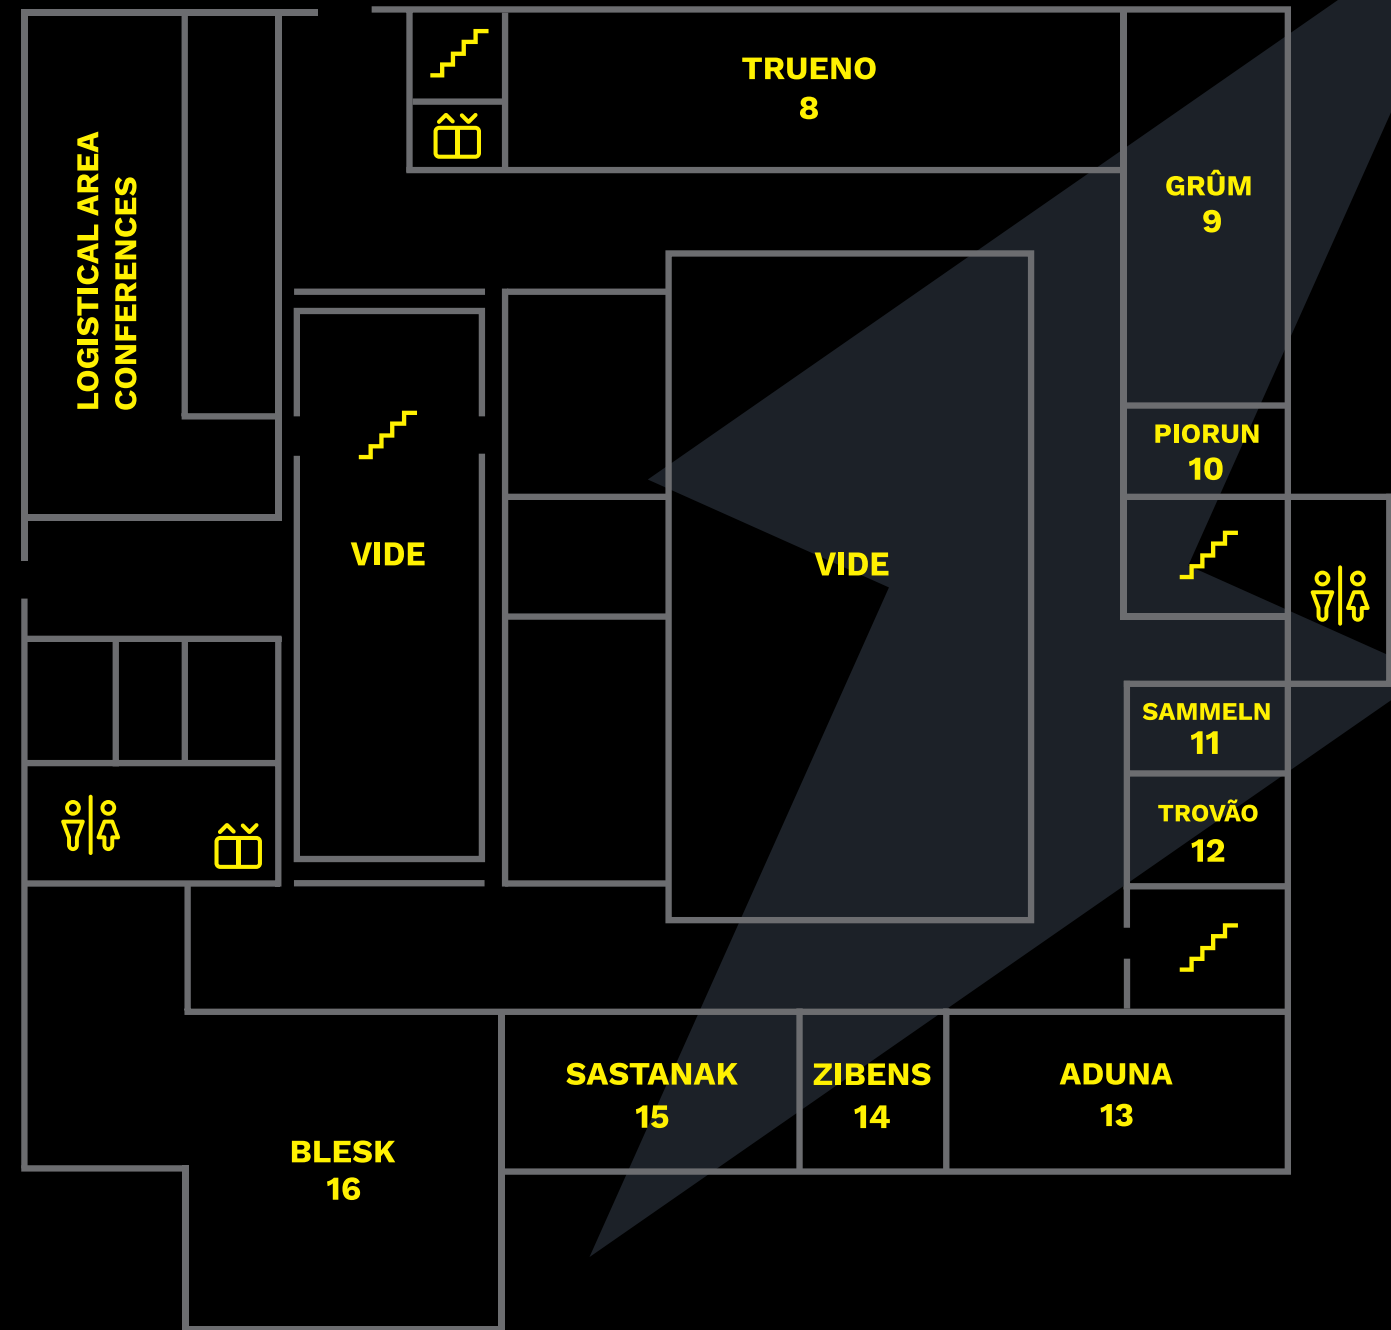 TRUENO
8
LOGISTICAL AREA
CONFERENCES
GRÛM
9
PIORUN
10
VIDE
VIDE
SAMMELN
11
TROVÃO
12
SASTANAK
15
ZIBENS
14
ADUNA
13
BLESK
16